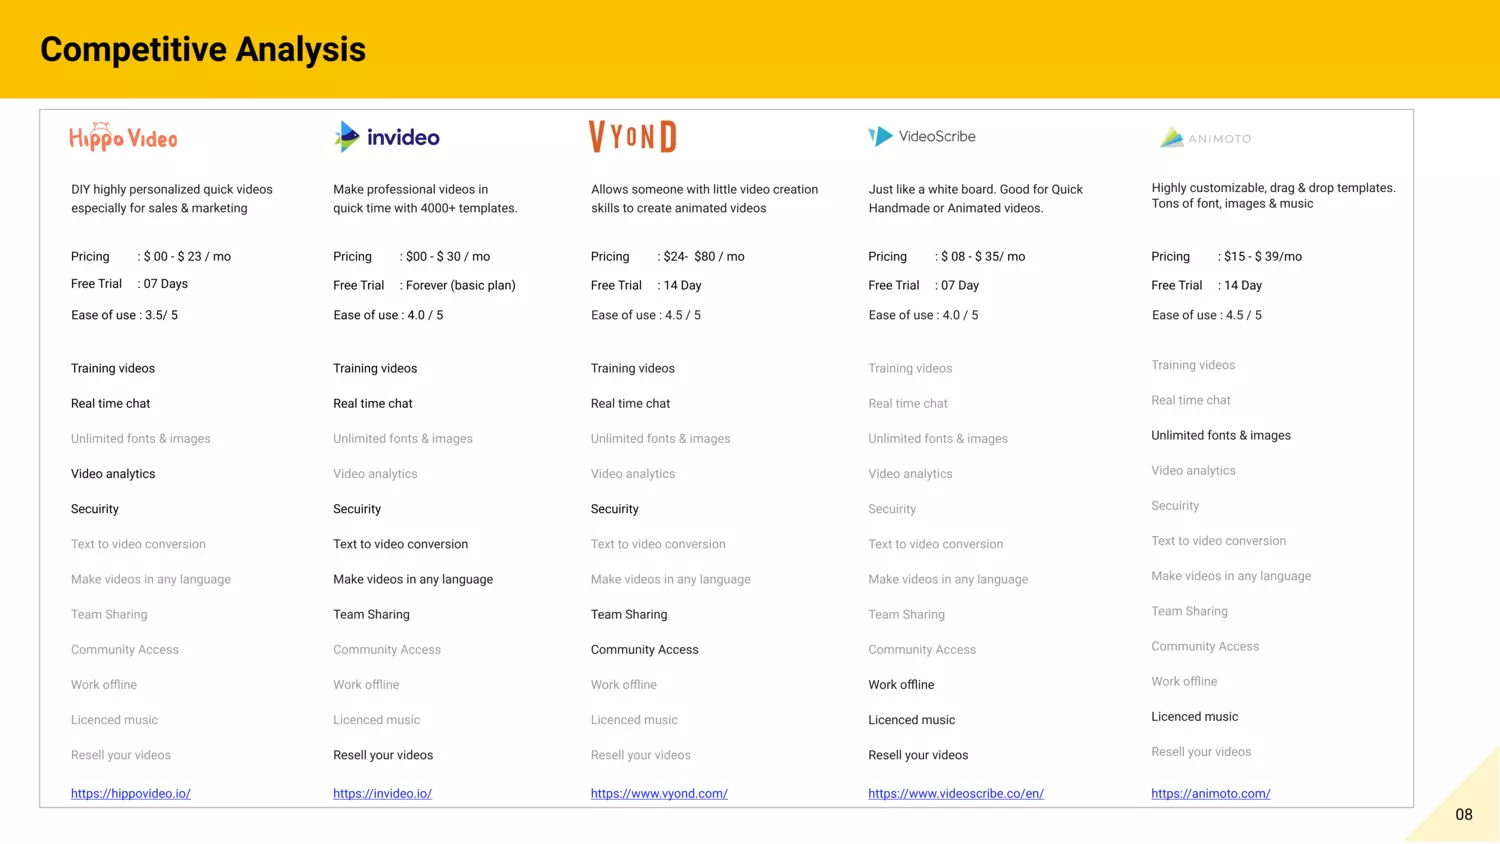 Competitive Analysis
Hippo Video
DIY highly personalized quick videos
especially for sales & marketing
Pricing : $ 00 - $ 23 / mo
Free Trial : 07 Days
Ease of use : 3.5/ 5
Training videos
Real time chat
Unlimited fonts & images
Video analytics
Secuirity
Text to video conversion
Make videos in any language
Team Sharing
Community Access
Work offline
Licenced music
Resell your videos
https://hippovideo.io/
invideo
Make professional videos in
quick time with 4000+ templates.
Pricing : $00 - $ 30 / mo
Free Trial : Forever (basic plan)
Ease of use : 4.0 / 5
Training videos
Real time chat
Unlimited fonts & images
Video analytics
Secuirity
Text to video conversion
Make videos in any language
Team Sharing
Community Access
Work offline
Licenced music
Resell your videos
https://invideo.io/
VYOND
Allows someone with little video creation
skills to create animated videos
Pricing : $24- $80 / mo
Free Trial : 14 Day
Ease of use : 4.5 / 5
Training videos
Real time chat
Unlimited fonts & images
Video analytics
Secuirity
Text to video conversion
Make videos in any language
Team Sharing
Community Access
Work offline
Licenced music
Resell your videos
https://www.vyond.com/
VideoScribe
Just like a white board. Good for Quick
Handmade or Animated videos.
Pricing : $ 08 - $ 35/ mo
Free Trial : 07 Day
Ease of use : 4.0 / 5
Training videos
Real time chat
Unlimited fonts & images
Video analytics
Secuirity
Text to video conversion
Make videos in any language
Team Sharing
Community Access
Work offline
Licenced music
Resell your videos
https://www.videoscribe.co/en/
ANIMOTO
Highly customizable, drag & drop templates.
Tons of font, images & music
Pricing : $15 - $ 39/mo
Free Trial : 14 Day
Ease of use : 4.5 / 5
Training videos
Real time chat
Unlimited fonts & images
Video analytics
Secuirity
Text to video conversion
Make videos in any language
Team Sharing
Community Access
Work offline
Licenced music
Resell your videos
https://animoto.com/
08